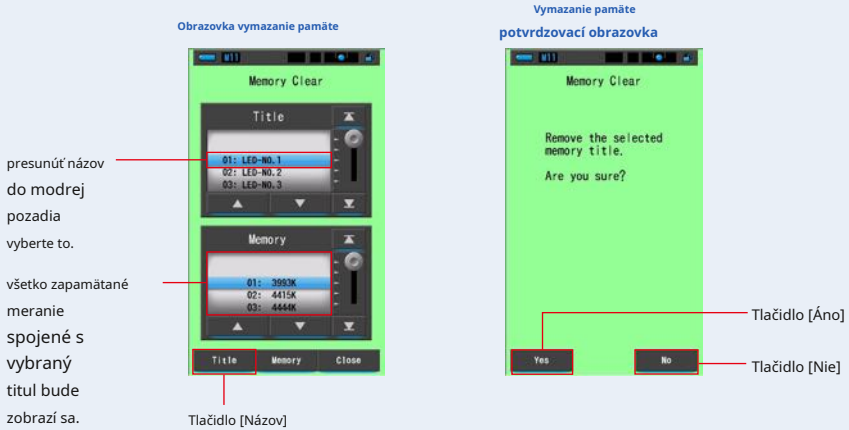 Obrazovka vymazanie pamäte
M11
Memory Clear
Title
01: LED-NO.1
02: LED-NO.2
03: LED-NO.3
Memory
01: 3993K
02: 4415K
03: 4444K
Title Memory Close
presunúť názov
do modrej
pozadia
vyberte to.
všetko zapamätané
meranie
spojené s
vybraný
titul bude
zobrazí sa.
Tlačidlo [Názov]
Vymazanie pamäte
potvrdzovací obrazovka
M11
Memory Clear
Remove the selected
memory title.
Are you sure?
Yes No
Tlačidlo [Áno]
Tlačidlo [Nie]